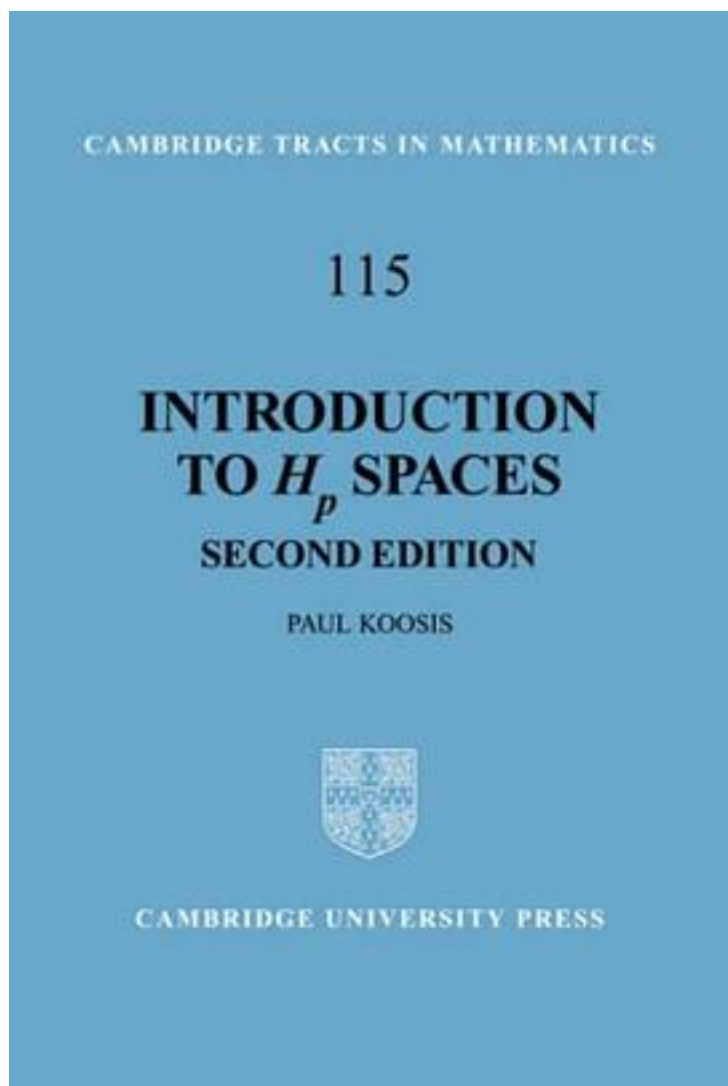 CAMBRIDGE TRACTS IN MATHEMATICS
115
INTRODUCTION
TO H_p SPACES
SECOND EDITION
PAUL KOOSIS
CAMBRIDGE UNIVERSITY PRESS